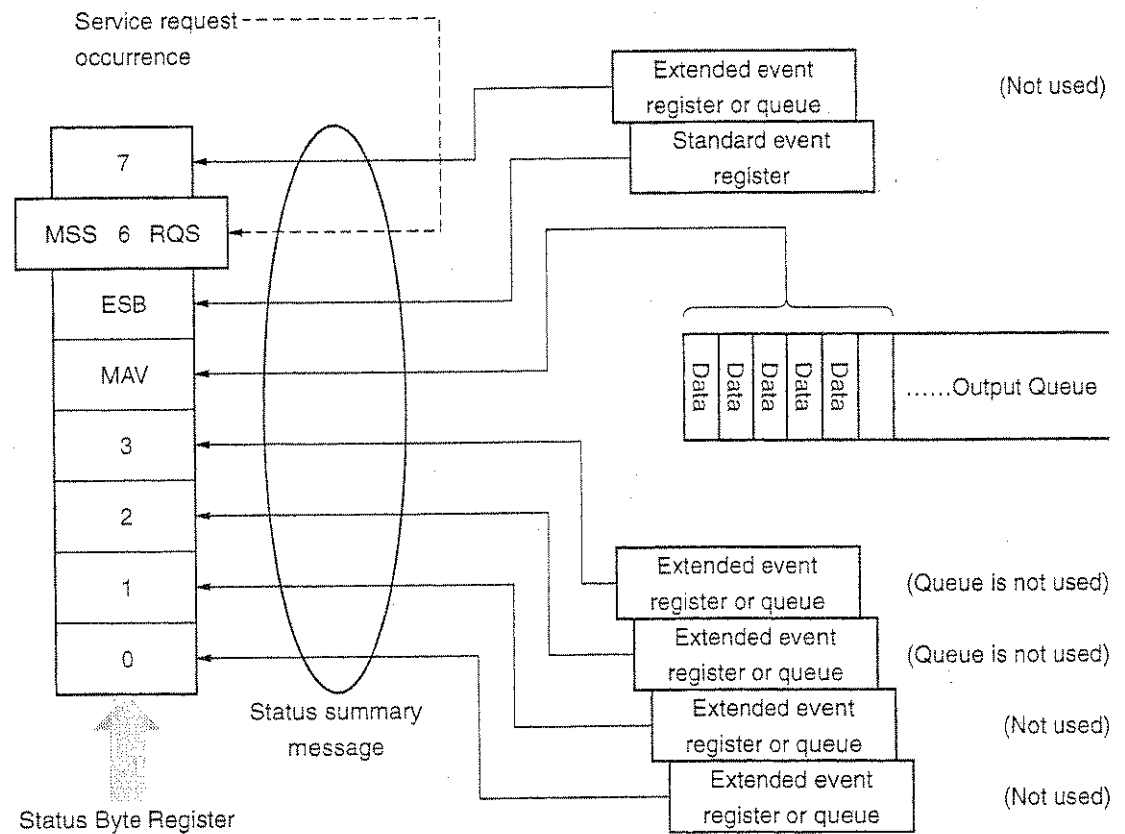 Service request
occurrence
Extended event
register or queue
(Not used)
Standard event
register
7
MSS 6 RQS
ESB
MAV
3
2
1
0
Data
Data
Data
Data
Data
......Output Queue
Extended event
register or queue
(Queue is not used)
Extended event
register or queue
(Queue is not used)
Extended event
register or queue
(Not used)
Extended event
register or queue
(Not used)
Status summary
message
Status Byte Register